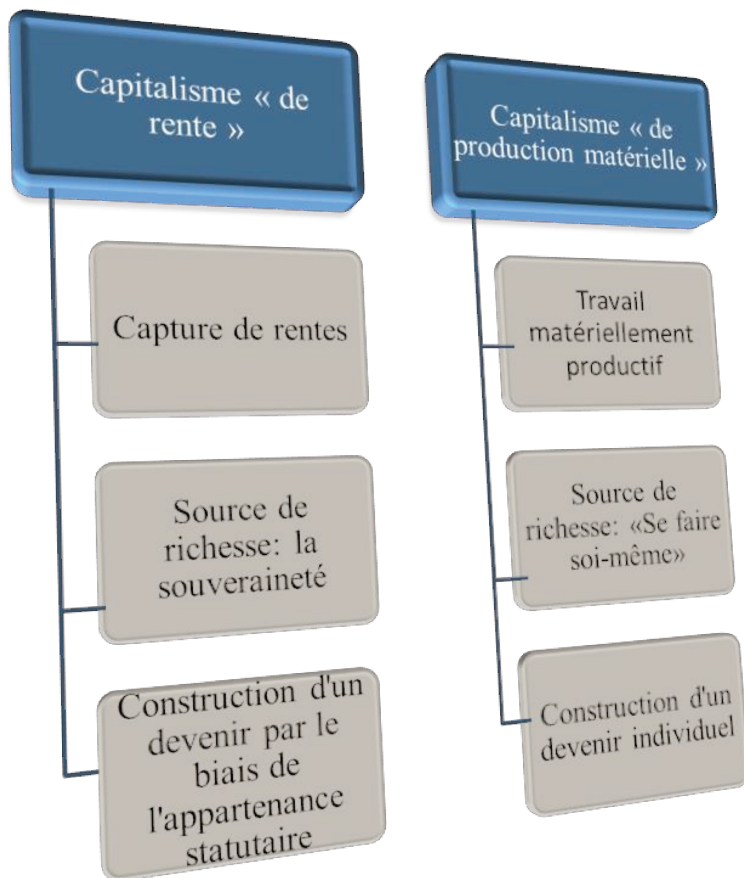 Capitalisme « de
rente »
Capture de rentes
Source de
richesse: la
souveraineté
Construction d'un
devenir par le
biais de
l'appartenance
statutaire
Capitalisme « de
production matérielle »
Travail
matériellement
productif
Source de
richesse: «Se faire
soi-même»
Construction d'un
devenir individuel